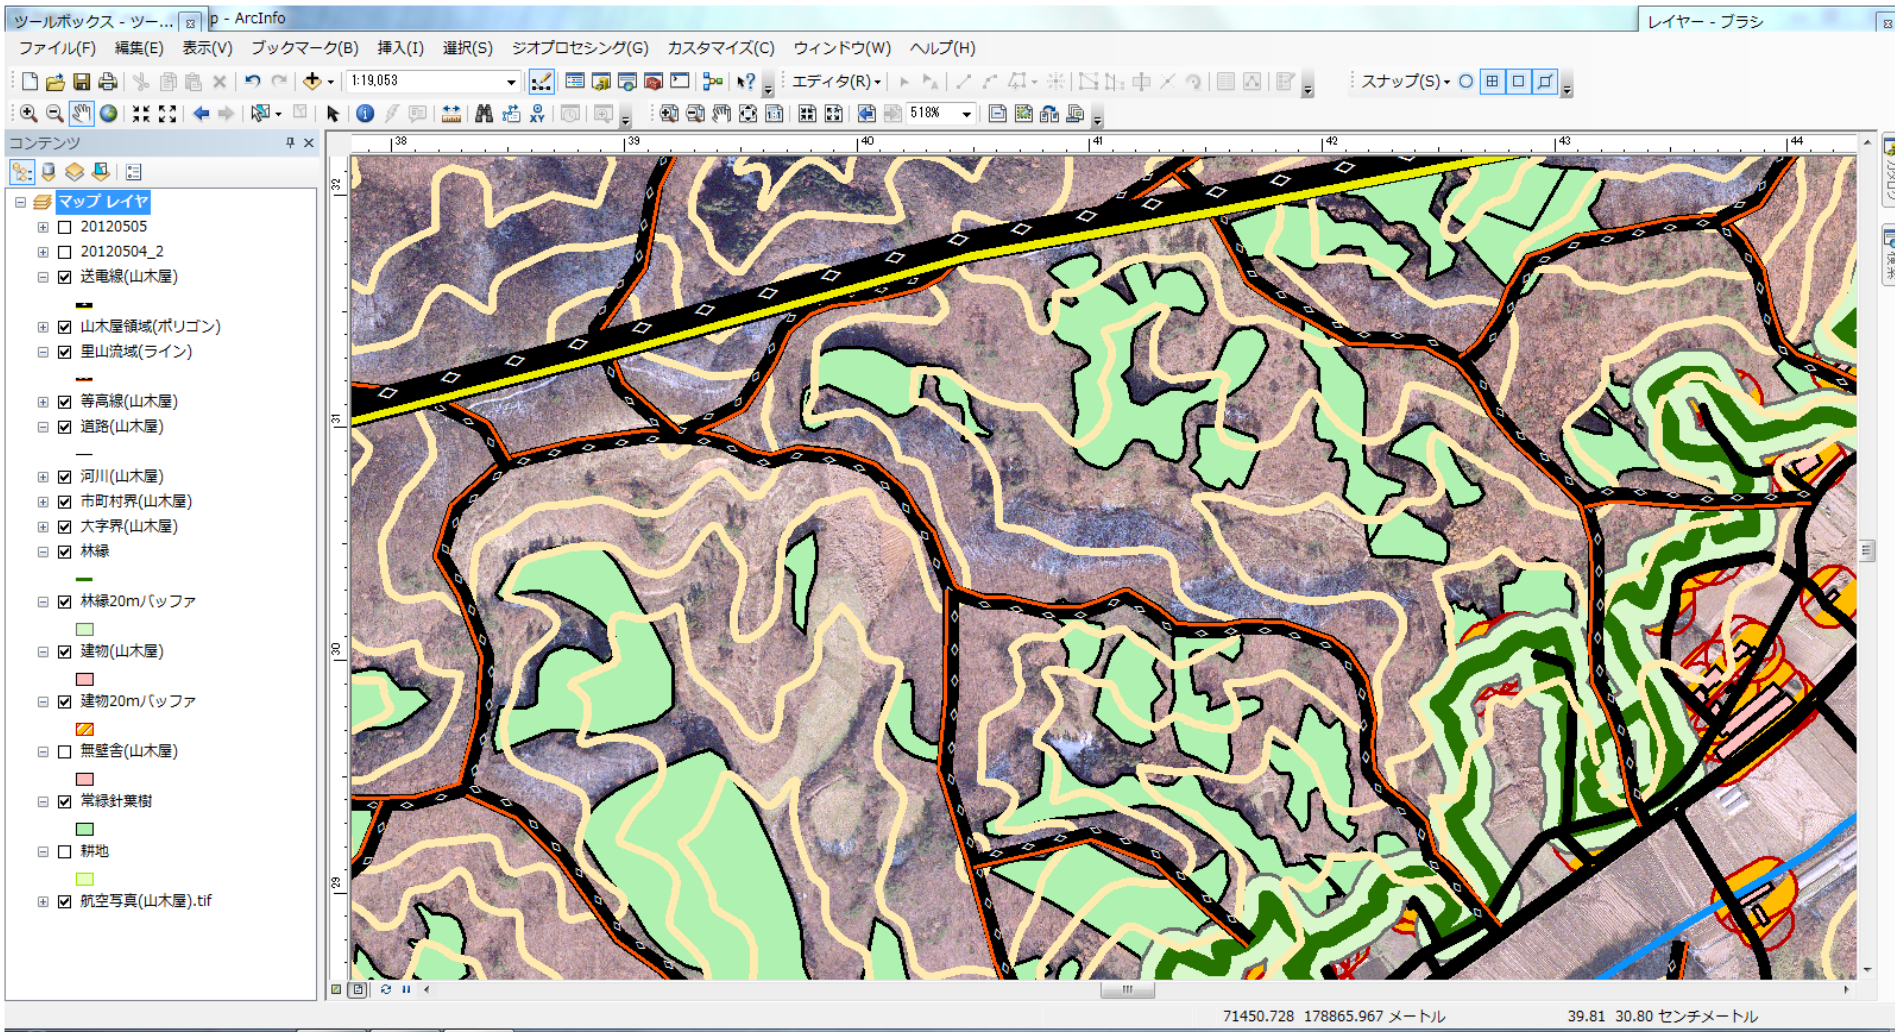 ツールボックス - ツー... p - ArcInfo
レイヤー - ブラシ
ファイル(F) 編集(E) 表示(V) ブックマーク(B) 挿入(I) 選択(S) ジオプロセシング(G) カスタマイズ(C) ウィンドウ(W) ヘルプ(H)
1:19,053 エディタ(R) スナップ(S)
XY 518%
コンテンツ
マップ レイヤ
20120505
20120504_2
送電線(山木屋)
山木屋領域(ポリゴン)
里山流域(ライン)
等高線(山木屋)
道路(山木屋)
河川(山木屋)
市町村界(山木屋)
大字界(山木屋)
林縁
林縁20mバッファ
建物(山木屋)
建物20mバッファ
無壁舎(山木屋)
常緑針葉樹
耕地
航空写真(山木屋).tif
38 39 40 41 42 43 44
32
31
30
29
カタログ
検索
71450.728 178865.967 メートル
39.81 30.80 センチメートル